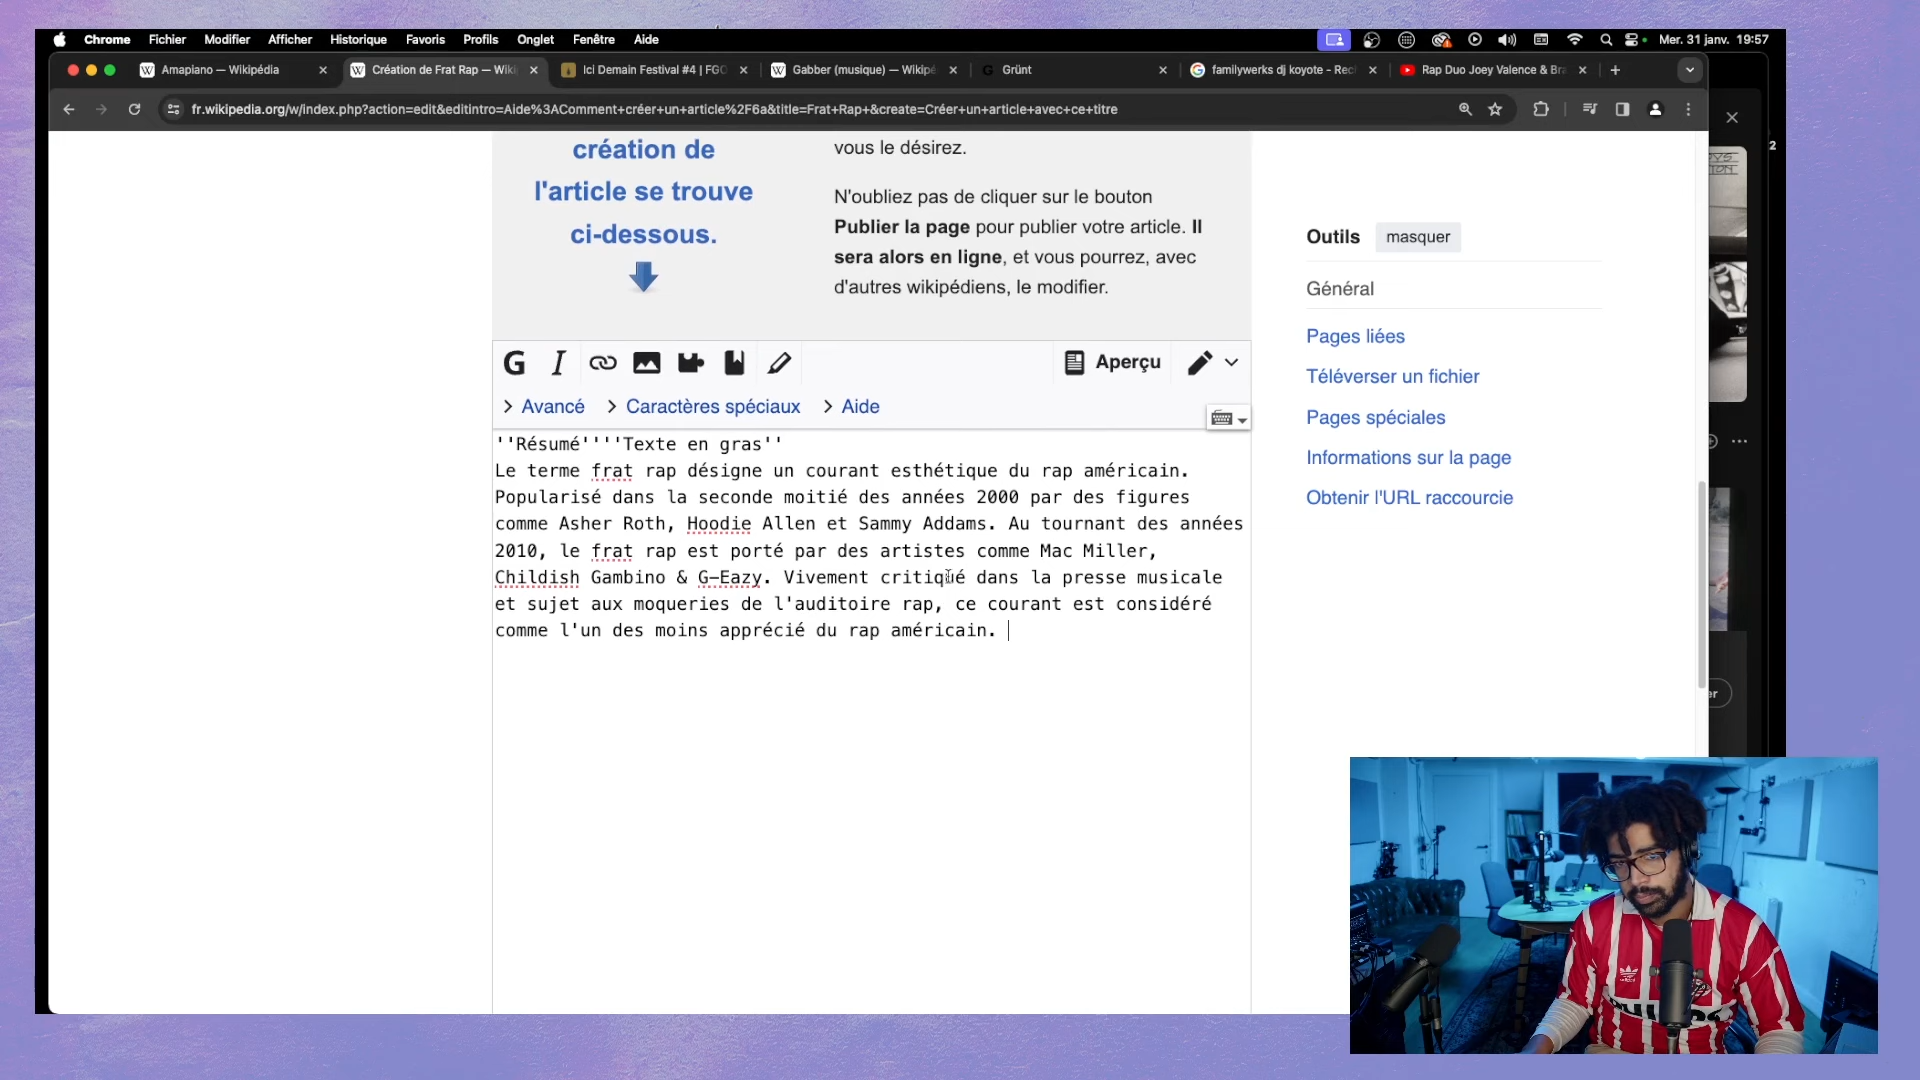 Chrome Fichier Modifier Afficher Historique Favoris Profils Onglet Fenêtre Aide Mer. 31 janv. 19:57
Amapiano — Wikipédia Création de Frat Rap — Wiki Ici Demain Festival #4 | FGO Gabber (musique) — Wikipé Grünt familywerks dj koyote - Rec Rap Duo Joey Valence & Bra
fr.wikipedia.org/w/index.php?action=edit&editintro=Aide%3AComment+créer+un+article%2F6a&title=Frat+Rap+&create=Créer+un+article+avec+ce+titre
création de
l'article se trouve
ci-dessous.
vous le désirez.
N'oubliez pas de cliquer sur le bouton
Publier la page pour publier votre article. Il
sera alors en ligne, et vous pourrez, avec
d'autres wikipédiens, le modifier.
Outils masquer
Général
Pages liées
Téléverser un fichier
Pages spéciales
Informations sur la page
Obtenir l'URL raccourcie
G I Aperçu
Avancé Caractères spéciaux Aide
''Résumé''''Texte en gras''
Le terme frat rap désigne un courant esthétique du rap américain.
Popularisé dans la seconde moitié des années 2000 par des figures
comme Asher Roth, Hoodie Allen et Sammy Addams. Au tournant des années
2010, le frat rap est porté par des artistes comme Mac Miller,
Childish Gambino & G-Eazy. Vivement critiqué dans la presse musicale
et sujet aux moqueries de l'auditoire rap, ce courant est considéré
comme l'un des moins apprécié du rap américain.
2
er
adidas